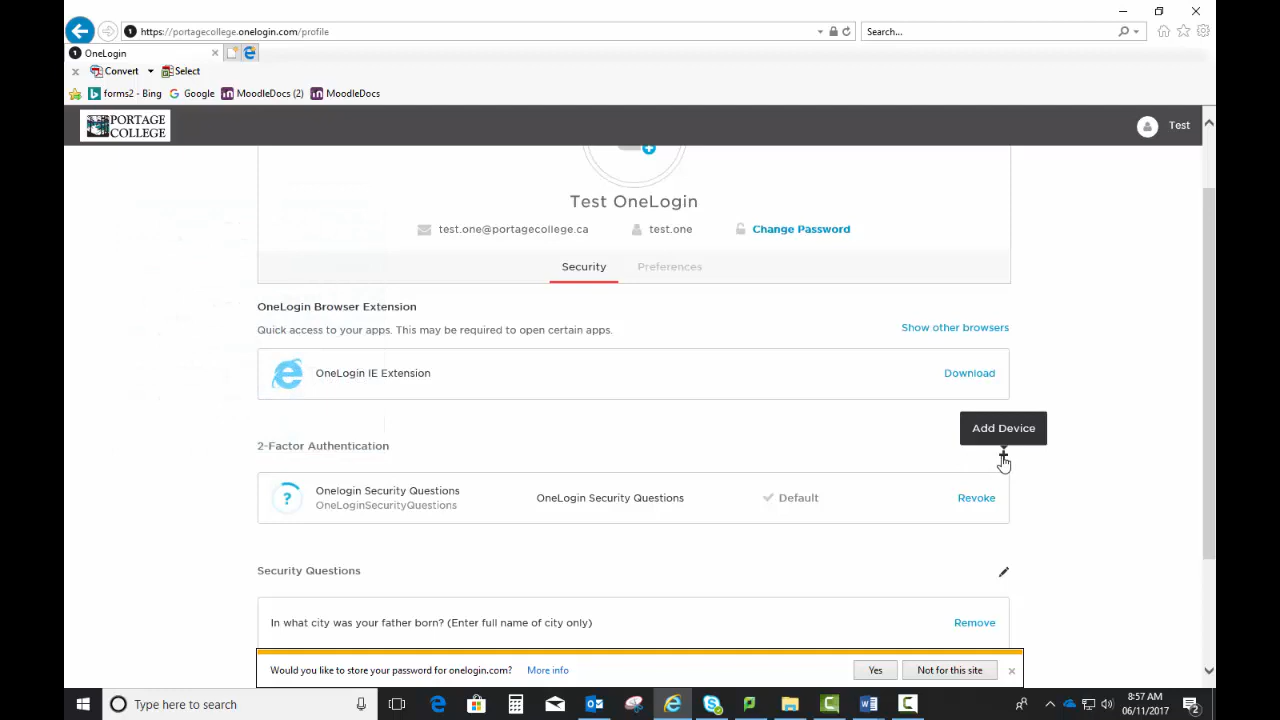 https://portagecollege.onelogin.com/profile
Search...
OneLogin
Convert
Select
forms2 - Bing
Google
MoodleDocs (2)
MoodleDocs
PORTAGE
COLLEGE
Test
Test OneLogin
test.one@portagecollege.ca
test.one
Change Password
Security
Preferences
OneLogin Browser Extension
Quick access to your apps. This may be required to open certain apps.
Show other browsers
OneLogin IE Extension
Download
Add Device
2-Factor Authentication
Onelogin Security Questions
OneLoginSecurityQuestions
OneLogin Security Questions
Default
Revoke
Security Questions
In what city was your father born? (Enter full name of city only)
Remove
Would you like to store your password for onelogin.com?
More info
Yes
Not for this site
Type here to search
8:57 AM
06/11/2017